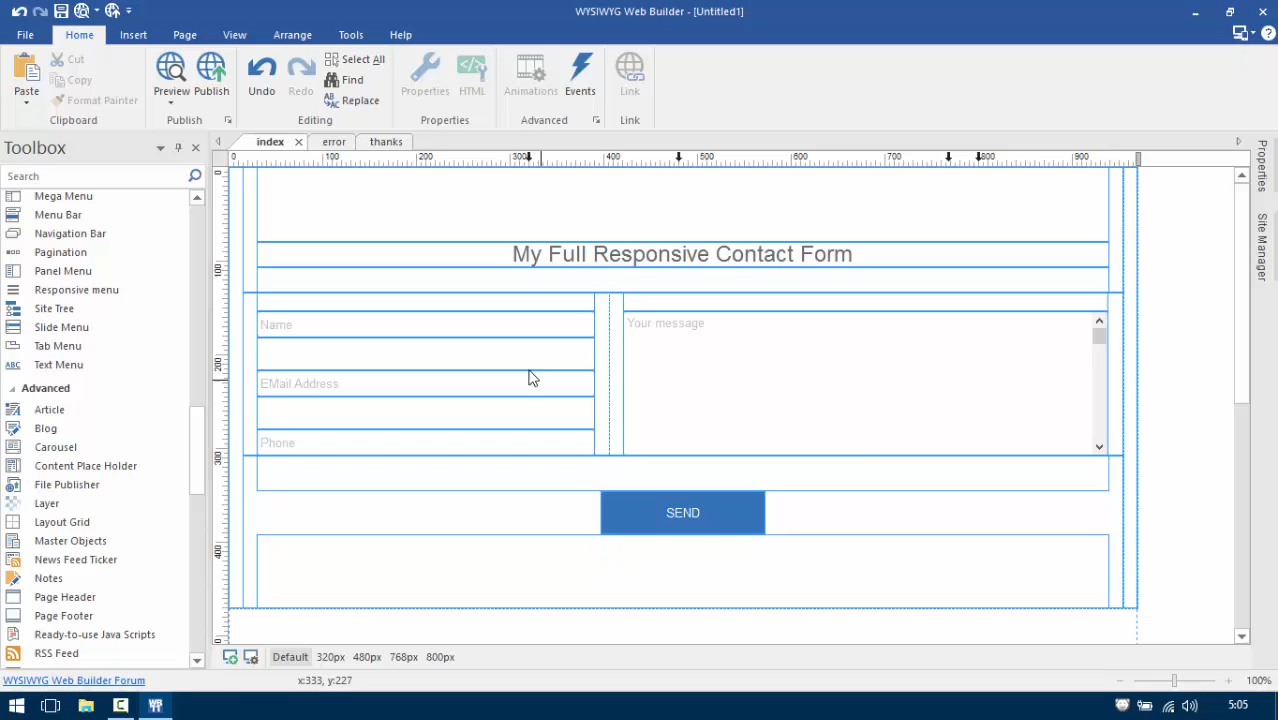 WYSIWYG Web Builder - [Untitled1]
File Home Insert Page View Arrange Tools Help
Paste
Cut
Copy
Format Painter
Clipboard
Preview Publish
Publish
Undo Redo
Select All
Find
Replace
Editing
Properties HTML
Properties
Animations Events
Advanced
Link
Link
Toolbox
Search
Mega Menu
Menu Bar
Navigation Bar
Pagination
Panel Menu
Responsive menu
Site Tree
Slide Menu
Tab Menu
ABC Text Menu
Advanced
Article
Blog
Carousel
Content Place Holder
File Publisher
Layer
Layout Grid
Master Objects
News Feed Ticker
Notes
Page Header
Page Footer
Ready-to-use Java Scripts
RSS Feed
WYSIWYG Web Builder Forum
index error thanks
0 100 200 300 400 500 600 700 800 900
0
100
200
300
400
My Full Responsive Contact Form
Name
EMail Address
Phone
Your message
SEND
Properties
Site Manager
Default 320px 480px 768px 800px
x:333, y:227
100%
5:05